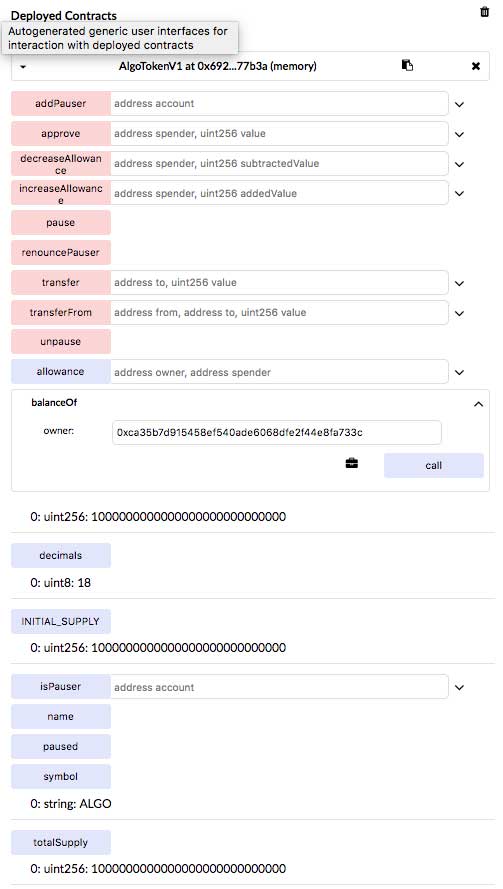 Deployed Contracts
Autogenerated generic user interfaces for
interaction with deployed contracts
AlgoTokenV1 at 0x692...77b3a (memory)
addPauser address account
approve address spender, uint256 value
decreaseAllowan
ce address spender, uint256 subtractedValue
increaseAllowanc
e address spender, uint256 addedValue
pause
renouncePauser
transfer address to, uint256 value
transferFrom address from, address to, uint256 value
unpause
allowance address owner, address spender
balanceOf
owner: 0xca35b7d915458ef540ade6068dfe2f44e8fa733c
call
0: uint256: 1000000000000000000000000000
decimals
0: uint8: 18
INITIAL_SUPPLY
0: uint256: 1000000000000000000000000000
isPauser address account
name
paused
symbol
0: string: ALGO
totalSupply
0: uint256: 1000000000000000000000000000